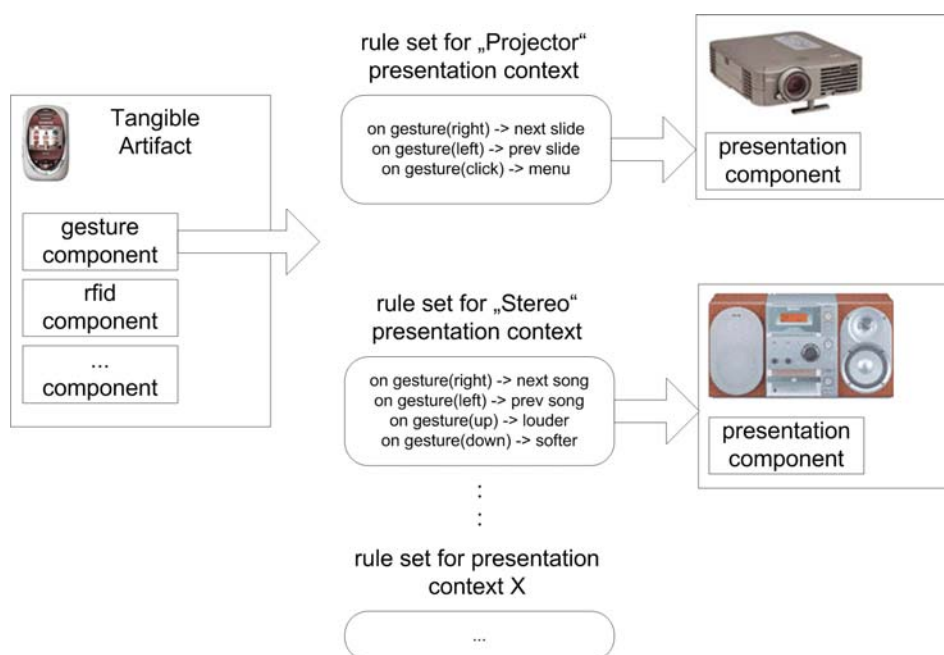 Tangible
Artifact
gesture
component
rfid
component
...
component
rule set for „Projector“
presentation context
on gesture(right) -> next slide
on gesture(left) -> prev slide
on gesture(click) -> menu
presentation
component
rule set for „Stereo“
presentation context
on gesture(right) -> next song
on gesture(left) -> prev song
on gesture(up) -> louder
on gesture(down) -> softer
presentation
component
:
:
rule set for presentation
context X
...